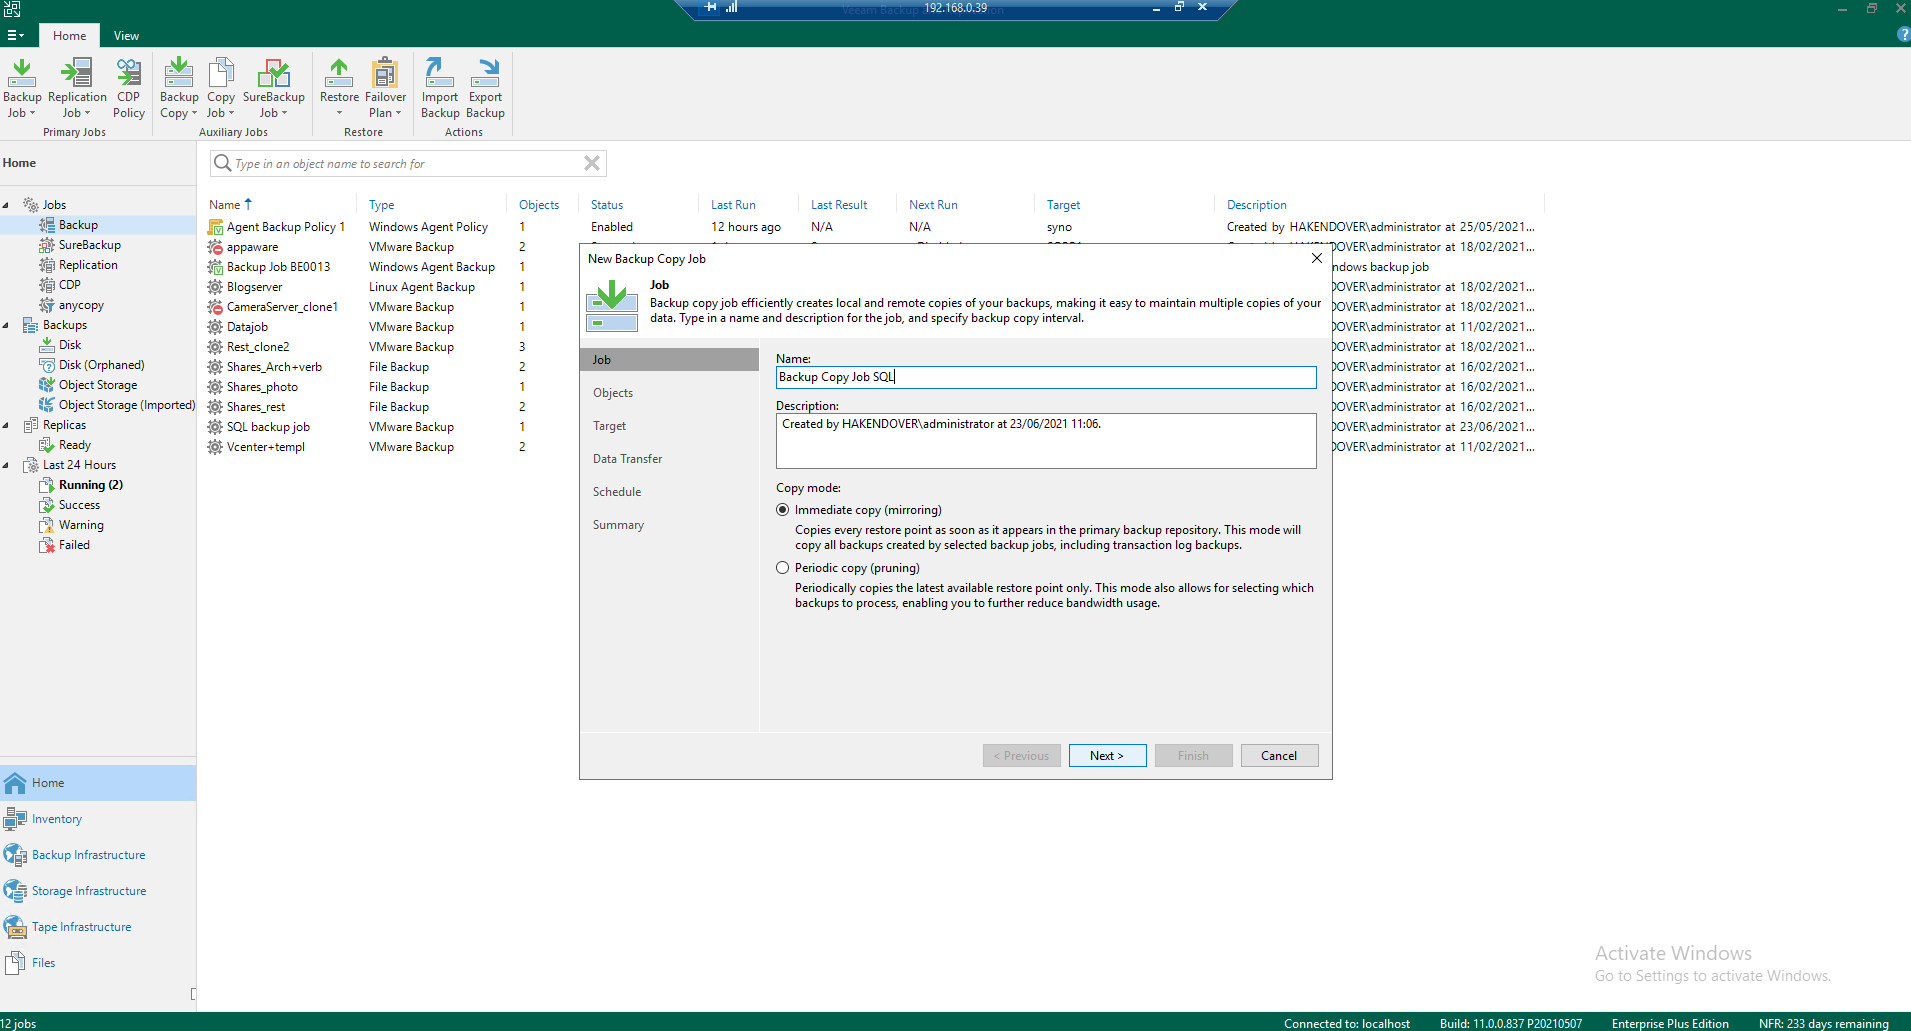 192.168.0.39
Home
View
Backup Job
Replication Job
CDP Policy
Backup Copy
Copy Job
SureBackup Job
Restore
Failover Plan
Import Backup
Export Backup
Primary Jobs
Auxiliary Jobs
Restore
Actions
Home
Type in an object name to search for
Jobs
Backup
SureBackup
Replication
CDP
anycopy
Backups
Disk
Disk (Orphaned)
Object Storage
Object Storage (Imported)
Replicas
Ready
Last 24 Hours
Running (2)
Success
Warning
Failed
Name Type Objects Status Last Run Last Result Next Run Target Description
Agent Backup Policy 1 Windows Agent Policy 1 Enabled 12 hours ago N/A N/A syno Created by HAKENDOVER\administrator at 25/05/2021...
appaware VMware Backup 2 DOVER\administrator at 18/02/2021...
Backup Job BE0013 Windows Agent Backup 1 ndows backup job
Blogserver Linux Agent Backup 1 DOVER\administrator at 18/02/2021...
CameraServer_clone1 VMware Backup 1 DOVER\administrator at 18/02/2021...
Datajob VMware Backup 1 DOVER\administrator at 11/02/2021...
Rest_clone2 VMware Backup 3 DOVER\administrator at 18/02/2021...
Shares_Arch+verb File Backup 2 DOVER\administrator at 16/02/2021...
Shares_photo File Backup 1 DOVER\administrator at 16/02/2021...
Shares_rest File Backup 2 DOVER\administrator at 16/02/2021...
SQL backup job VMware Backup 1 DOVER\administrator at 23/06/2021...
Vcenter+templ VMware Backup 2 DOVER\administrator at 11/02/2021...
New Backup Copy Job
Job
Backup copy job efficiently creates local and remote copies of your backups, making it easy to maintain multiple copies of your
data. Type in a name and description for the job, and specify backup copy interval.
Job
Objects
Target
Data Transfer
Schedule
Summary
Name:
Backup Copy Job SQL
Description:
Created by HAKENDOVER\administrator at 23/06/2021 11:06.
Copy mode:
Immediate copy (mirroring)
Copies every restore point as soon as it appears in the primary backup repository. This mode will
copy all backups created by selected backup jobs, including transaction log backups.
Periodic copy (pruning)
Periodically copies the latest available restore point only. This mode also allows for selecting which
backups to process, enabling you to further reduce bandwidth usage.
< Previous
Next >
Finish
Cancel
Home
Inventory
Backup Infrastructure
Storage Infrastructure
Tape Infrastructure
Files
Activate Windows
Go to Settings to activate Windows.
12 jobs
Connected to: localhost
Build: 11.0.0.837 P20210507
Enterprise Plus Edition
NFR: 233 days remaining